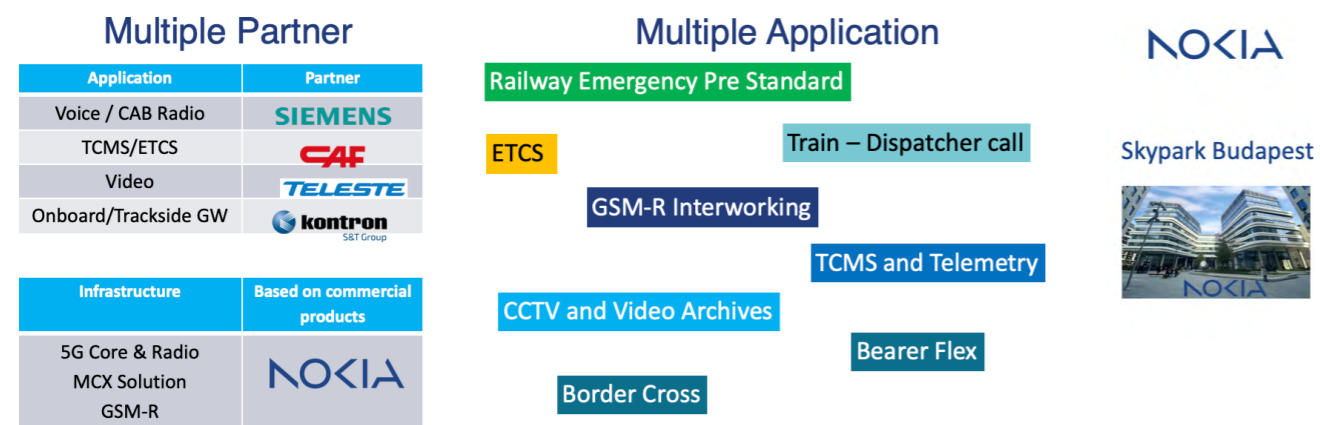 Multiple Partner
Application Partner
Voice / CAB Radio SIEMENS
TCMS/ETCS CAF
Video TELESTE
Onboard/Trackside GW kontron
S&T Group
Infrastructure Based on commercial
products
5G Core & Radio
MCX Solution NOKIA
GSM-R
Multiple Application
Railway Emergency Pre Standard
ETCS
Train – Dispatcher call
GSM-R Interworking
TCMS and Telemetry
CCTV and Video Archives
Bearer Flex
Border Cross
NOKIA
Skypark Budapest
NOKIA